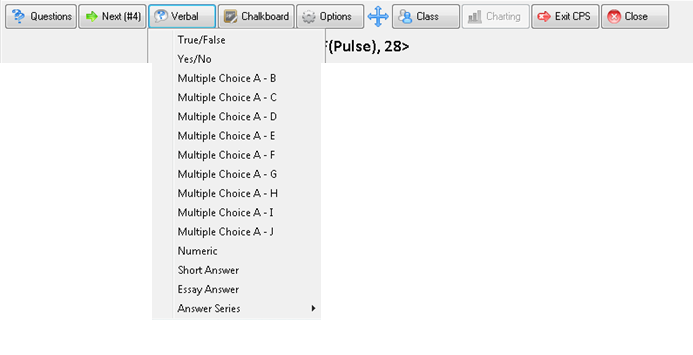 Questions Next (#4) Verbal Chalkboard Options Class Charting Exit CPS Close
F(Pulse), 28>
True/False
Yes/No
Multiple Choice A - B
Multiple Choice A - C
Multiple Choice A - D
Multiple Choice A - E
Multiple Choice A - F
Multiple Choice A - G
Multiple Choice A - H
Multiple Choice A - I
Multiple Choice A - J
Numeric
Short Answer
Essay Answer
Answer Series